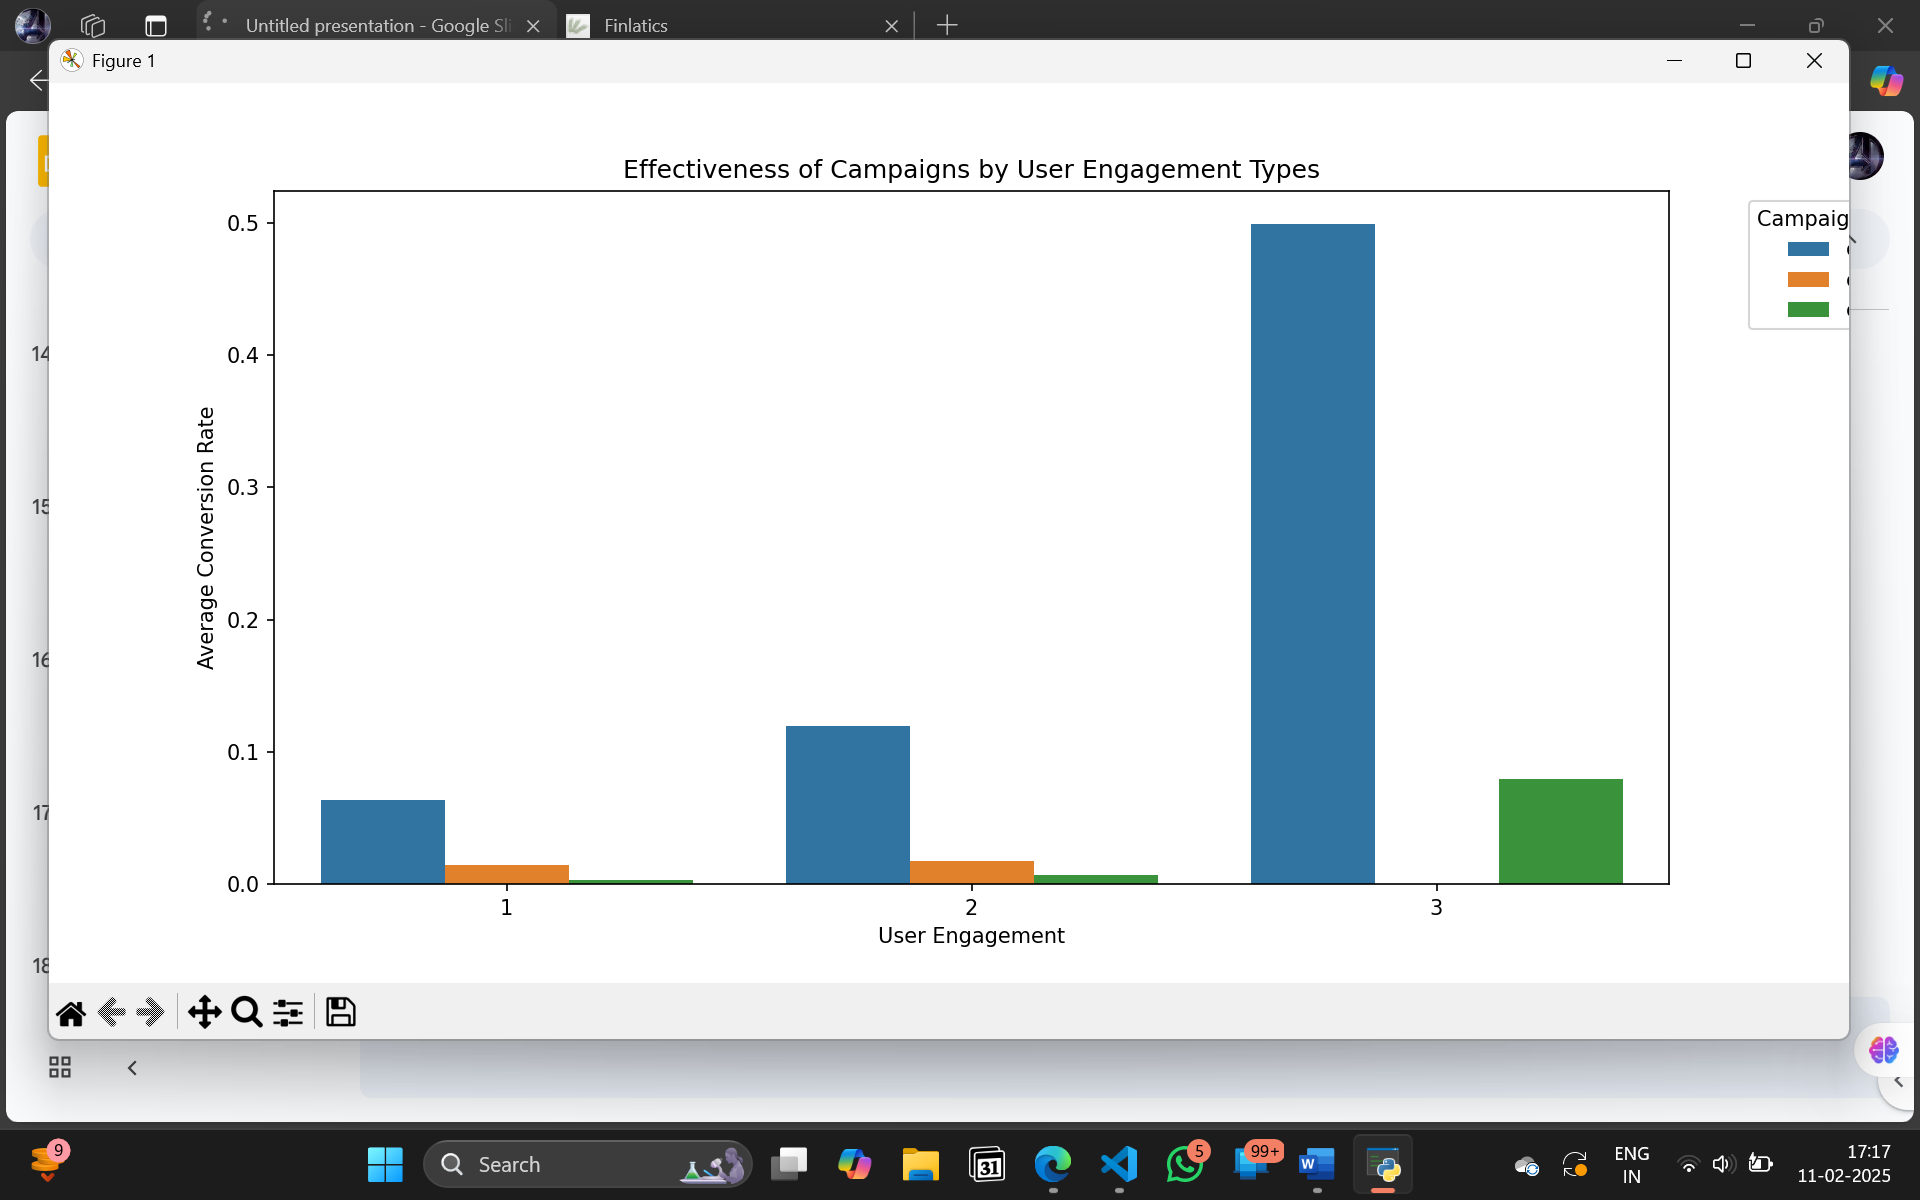 Untitled presentation - Google Sli
Finlatics
Figure 1
Effectiveness of Campaigns by User Engagement Types
Campaig
0.5
0.4
0.3
0.2
0.1
0.0
Average Conversion Rate
1
2
3
User Engagement
14
15
16
17
18
9
Search
31
5
99+
W
ENG
IN
17:17
11-02-2025